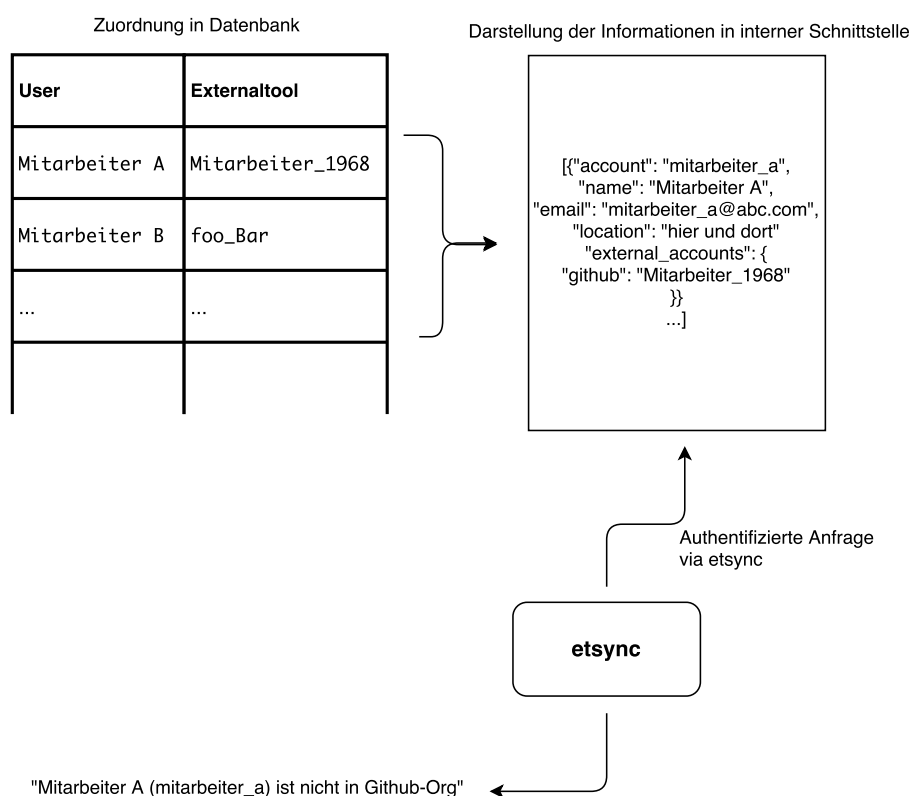 Zuordnung in Datenbank
Darstellung der Informationen in interner Schnittstelle
User Externaltool
Mitarbeiter A Mitarbeiter_1968
Mitarbeiter B foo_Bar
... ...
[{"account": "mitarbeiter_a",
"name": "Mitarbeiter A",
"email": "mitarbeiter_a@abc.com",
"location": "hier und dort"
"external_accounts": {
"github": "Mitarbeiter_1968"
}}
...]
Authentifizierte Anfrage
via etsync
etsync
"Mitarbeiter A (mitarbeiter_a) ist nicht in Github-Org"